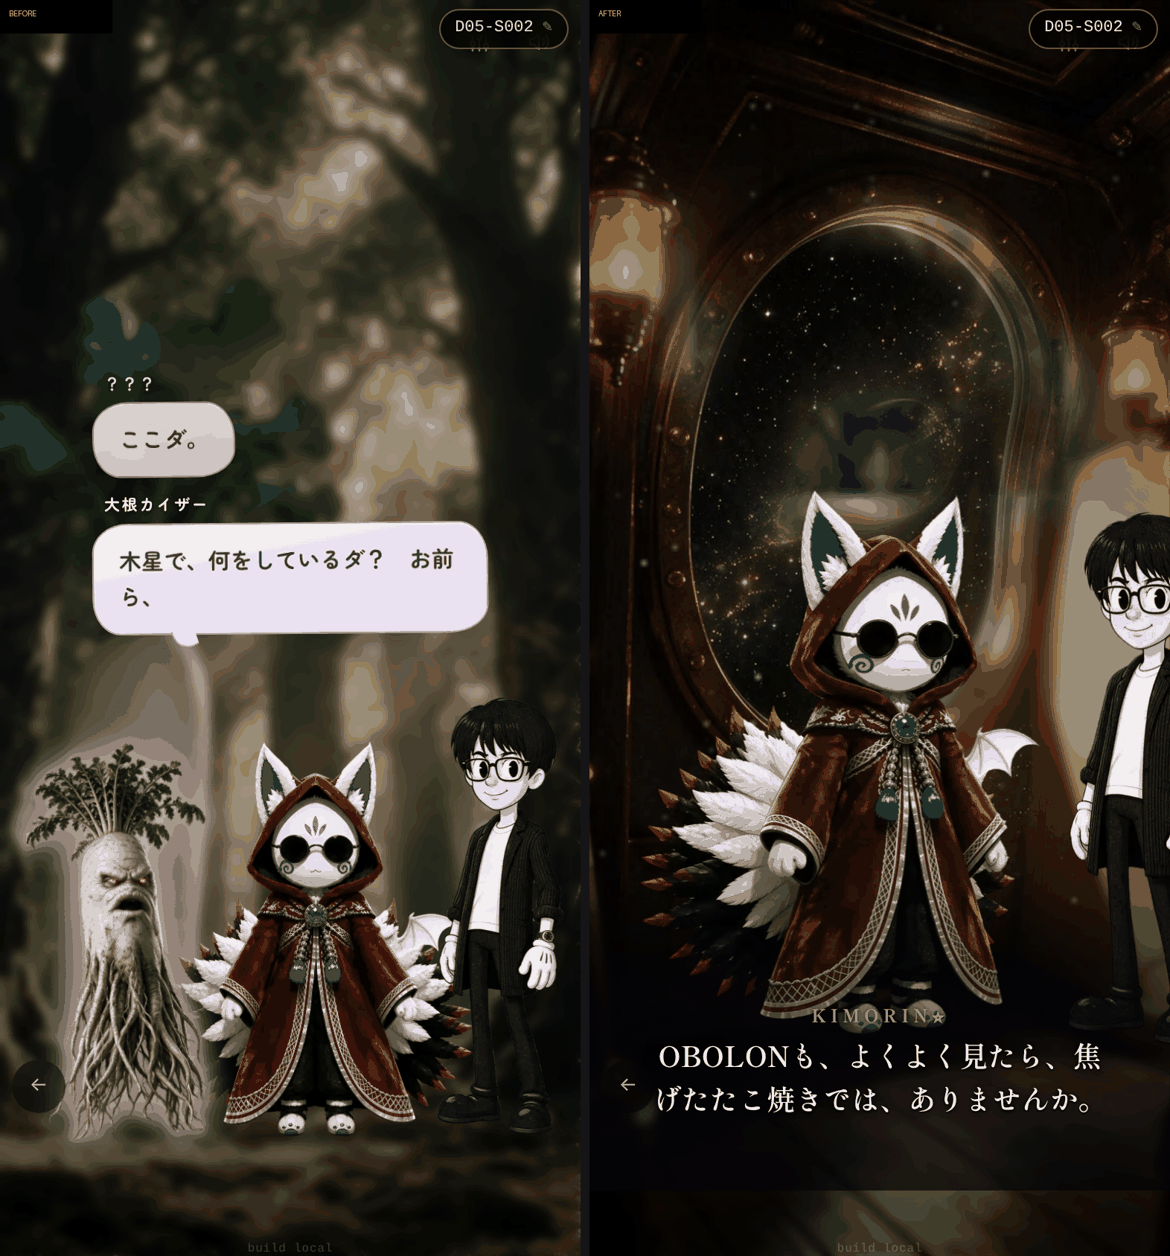 BEFORE
D05-S002 ✎
???
ここダ。
大根カイザー
木星で、何をしているダ？　お前
ら、
←
build local
AFTER
D05-S002 ✎
KIMORIN☆
OBOLONも、よくよく見たら、焦
げたたこ焼きでは、ありませんか。
←
build local